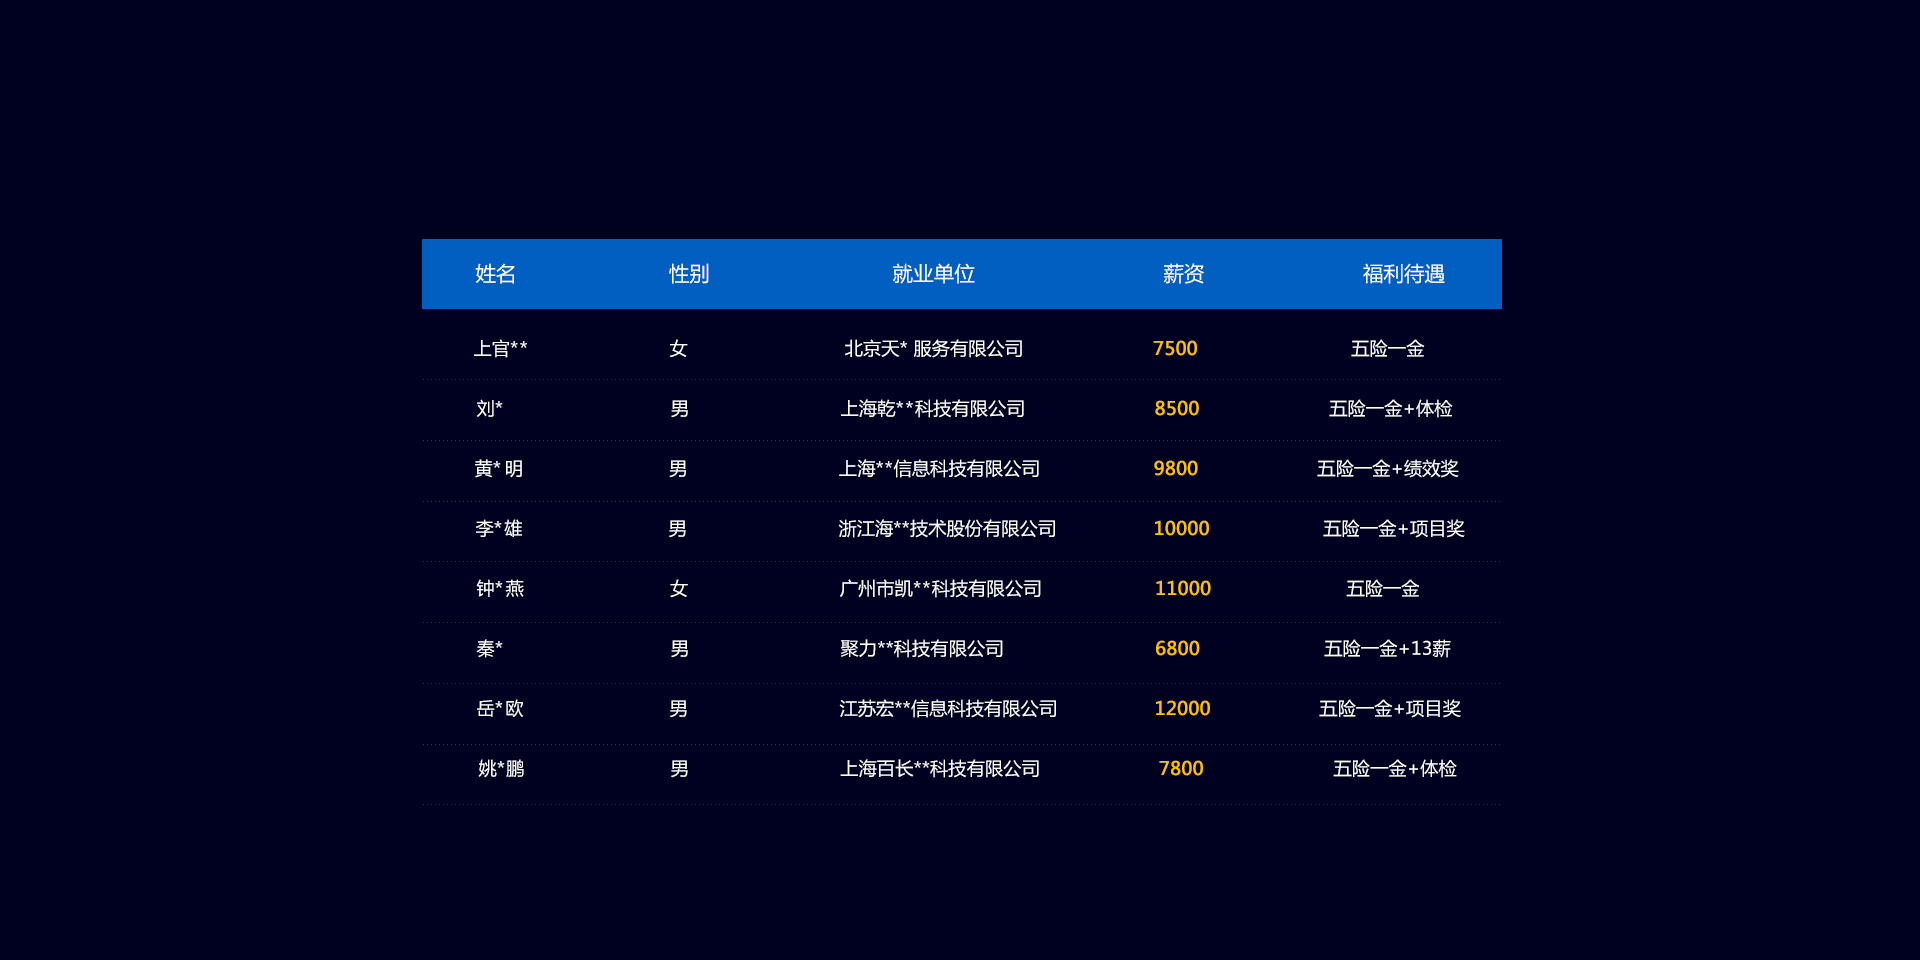 姓名 性别 就业单位 薪资 福利待遇
上官** 女 北京天* 服务有限公司 7500 五险一金
刘* 男 上海乾**科技有限公司 8500 五险一金+体检
黄* 明 男 上海**信息科技有限公司 9800 五险一金+绩效奖
李*雄 男 浙江海**技术股份有限公司 10000 五险一金+项目奖
钟*燕 女 广州市凯**科技有限公司 11000 五险一金
秦* 男 聚力**科技有限公司 6800 五险一金+13薪
岳*欧 男 江苏宏**信息科技有限公司 12000 五险一金+项目奖
姚*鹏 男 上海百长**科技有限公司 7800 五险一金+体检